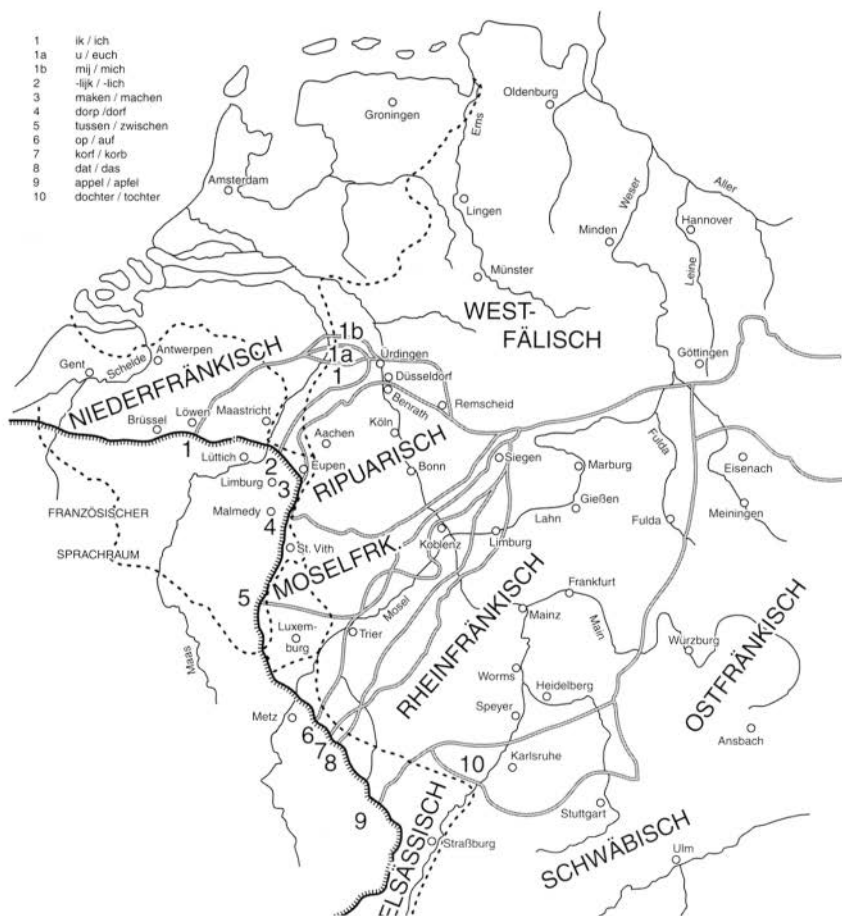 1 ik / ich
1a u / euch
1b mij / mich
2 -lijk / -lich
3 maken / machen
4 dorp /dorf
5 tussen / zwischen
6 op / auf
7 korf / korb
8 dat / das
9 appel / apfel
10 dochter / tochter
Groningen
Oldenburg
Ems
Amsterdam
Lingen
Weser
Aller
Minden
Hannover
Leine
Münster
WEST-
FÄLISCH
1b
1a
1
Antwerpen
Gent
Schelde
NIEDERFRÄNKISCH
Ürdingen
Düsseldorf
Benrath
Göttingen
Remscheid
Brüssel
Löwen
Maastricht
Köln
Aachen
1
Lüttich
2
Eupen
RIPUARISCH
Bonn
Siegen
Marburg
Fulda
Eisenach
Limburg
3
Gießen
Meiningen
FRANZÖSISCHER
SPRACHRAUM
Malmedy
4
Lahn
Fulda
St. Vith
MOSELFRK.
Koblenz
Limburg
5
Mosel
Frankfurt
Mainz
Main
Luxem-
burg
Trier
Würzburg
Maas
RHEINFRÄNKISCH
OSTFRÄNKISCH
Worms
Heidelberg
Metz
Speyer
6
7
8
Ansbach
10
Karlsruhe
9
Stuttgart
Straßburg
ELSÄSSISCH
SCHWÄBISCH
Ulm